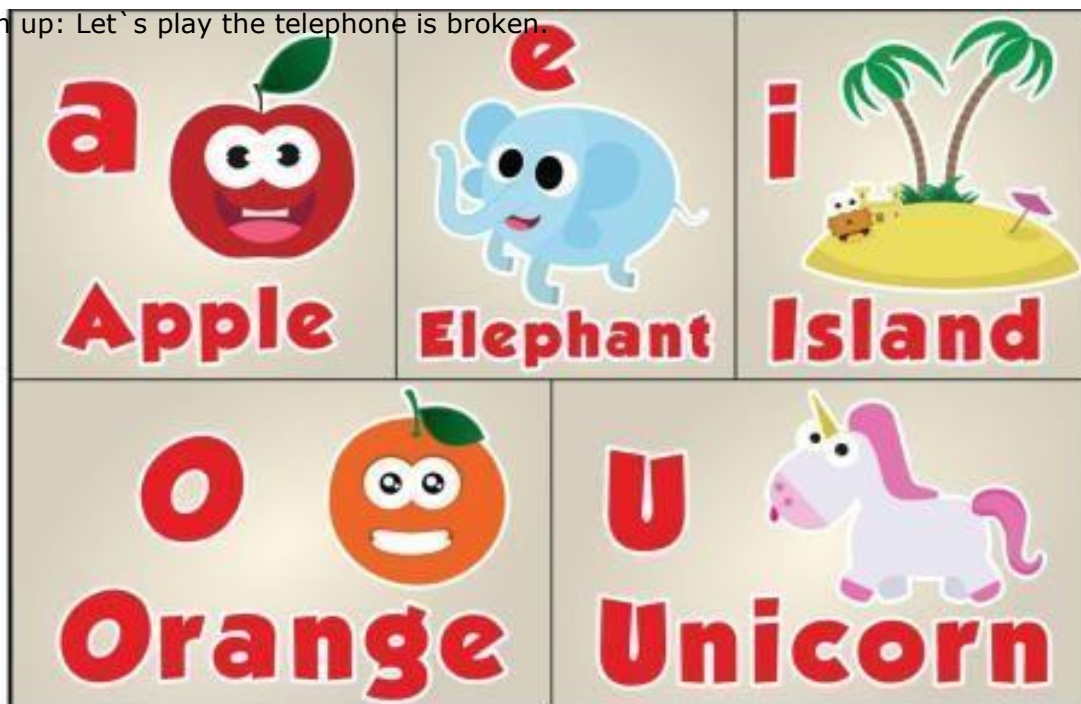 up: Let`s play the telephone is broken.
a
Apple
e
Elephant
i
Island
o
Orange
u
Unicorn